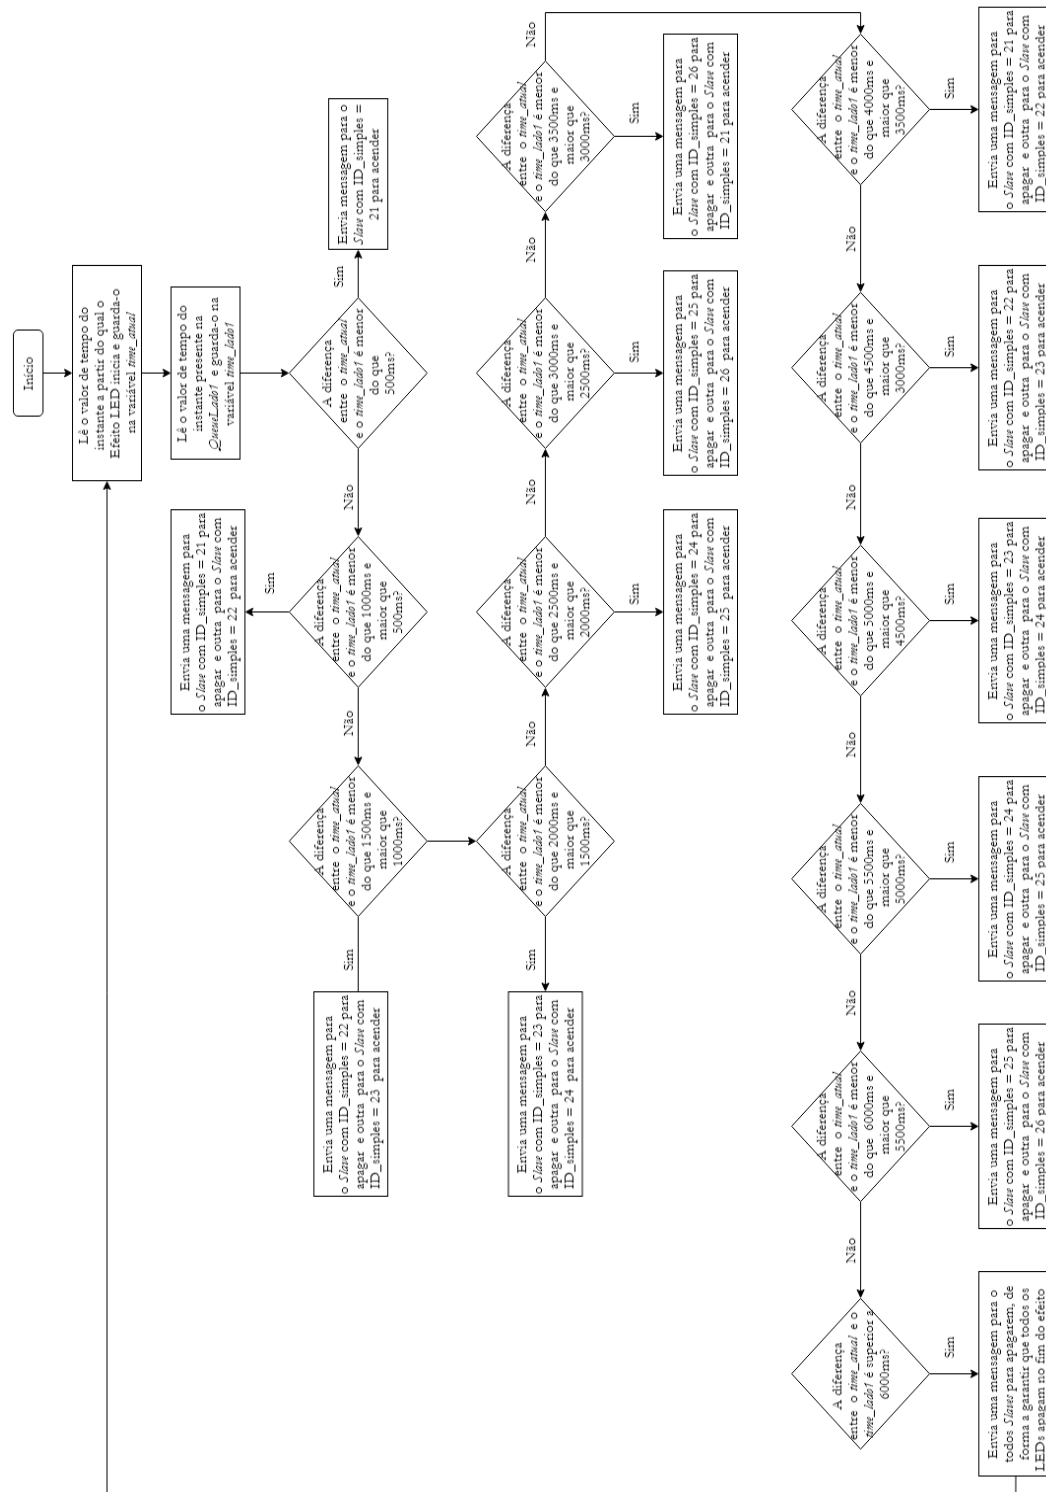 Início
Lê o valor de tempo do
instante a partir do qual o
Efeito LED inicia e guarda-o
na variável time_atual
Lê o valor de tempo do
instante presente na
QueueLado1 e guarda-o na
variável time_lado1
A diferença
entre o time_atual
e o time_lado1 é menor
do que
500ms?
Sim
Envia mensagem para o
Slave com ID_simples =
21 para acender
Não
A diferença
entre o time_atual
e o time_lado1 é menor
do que 1000ms e
maior que
500ms?
Sim
Envia uma mensagem para
o Slave com ID_simples = 21 para
apagar e outra para o Slave com
ID_simples = 22 para acender
Não
A diferença
entre o time_atual
e o time_lado1 é menor
do que 1500ms e
maior que
1000ms?
Sim
Envia uma mensagem para
o Slave com ID_simples = 22 para
apagar e outra para o Slave com
ID_simples = 23 para acender
A diferença
entre o time_atual
e o time_lado1 é menor
do que 2000ms e
maior que
1500ms?
Sim
Envia uma mensagem para
o Slave com ID_simples = 23 para
apagar e outra para o Slave com
ID_simples = 24 para acender
Não
A diferença
entre o time_atual
e o time_lado1 é menor
do que 2500ms e
maior que
2000ms?
Sim
Envia uma mensagem para
o Slave com ID_simples = 24 para
apagar e outra para o Slave com
ID_simples = 25 para acender
Não
A diferença
entre o time_atual
e o time_lado1 é menor
do que 3000ms e
maior que
2500ms?
Sim
Envia uma mensagem para
o Slave com ID_simples = 25 para
apagar e outra para o Slave com
ID_simples = 26 para acender
Não
A diferença
entre o time_atual
e o time_lado1 é menor
do que 3500ms e
maior que
3000ms?
Sim
Envia uma mensagem para
o Slave com ID_simples = 26 para
apagar e outra para o Slave com
ID_simples = 21 para acender
Não
A diferença
entre o time_atual
e o time_lado1 é menor
do que 4000ms e
maior que
3500ms?
Sim
Envia uma mensagem para
o Slave com ID_simples = 21 para
apagar e outra para o Slave com
ID_simples = 22 para acender
Não
A diferença
entre o time_atual
e o time_lado1 é menor
do que 4500ms e
maior que
3000ms?
Sim
Envia uma mensagem para
o Slave com ID_simples = 22 para
apagar e outra para o Slave com
ID_simples = 23 para acender
Não
A diferença
entre o time_atual
e o time_lado1 é menor
do que 5000ms e
maior que
4500ms?
Sim
Envia uma mensagem para
o Slave com ID_simples = 23 para
apagar e outra para o Slave com
ID_simples = 24 para acender
Não
A diferença
entre o time_atual
e o time_lado1 é menor
do que 5500ms e
maior que
5000ms?
Sim
Envia uma mensagem para
o Slave com ID_simples = 24 para
apagar e outra para o Slave com
ID_simples = 25 para acender
Não
A diferença
entre o time_atual
e o time_lado1 é menor
do que 6000ms e
maior que
5500ms?
Sim
Envia uma mensagem para
o Slave com ID_simples = 25 para
apagar e outra para o Slave com
ID_simples = 26 para acender
Não
A diferença
entre o time_atual e o
time_lado1 é superior a
6000ms?
Sim
Envia uma mensagem para o
todos Slaves para apagarem, de
forma a garantir que todos os
LEDs apagam no fim do efeito